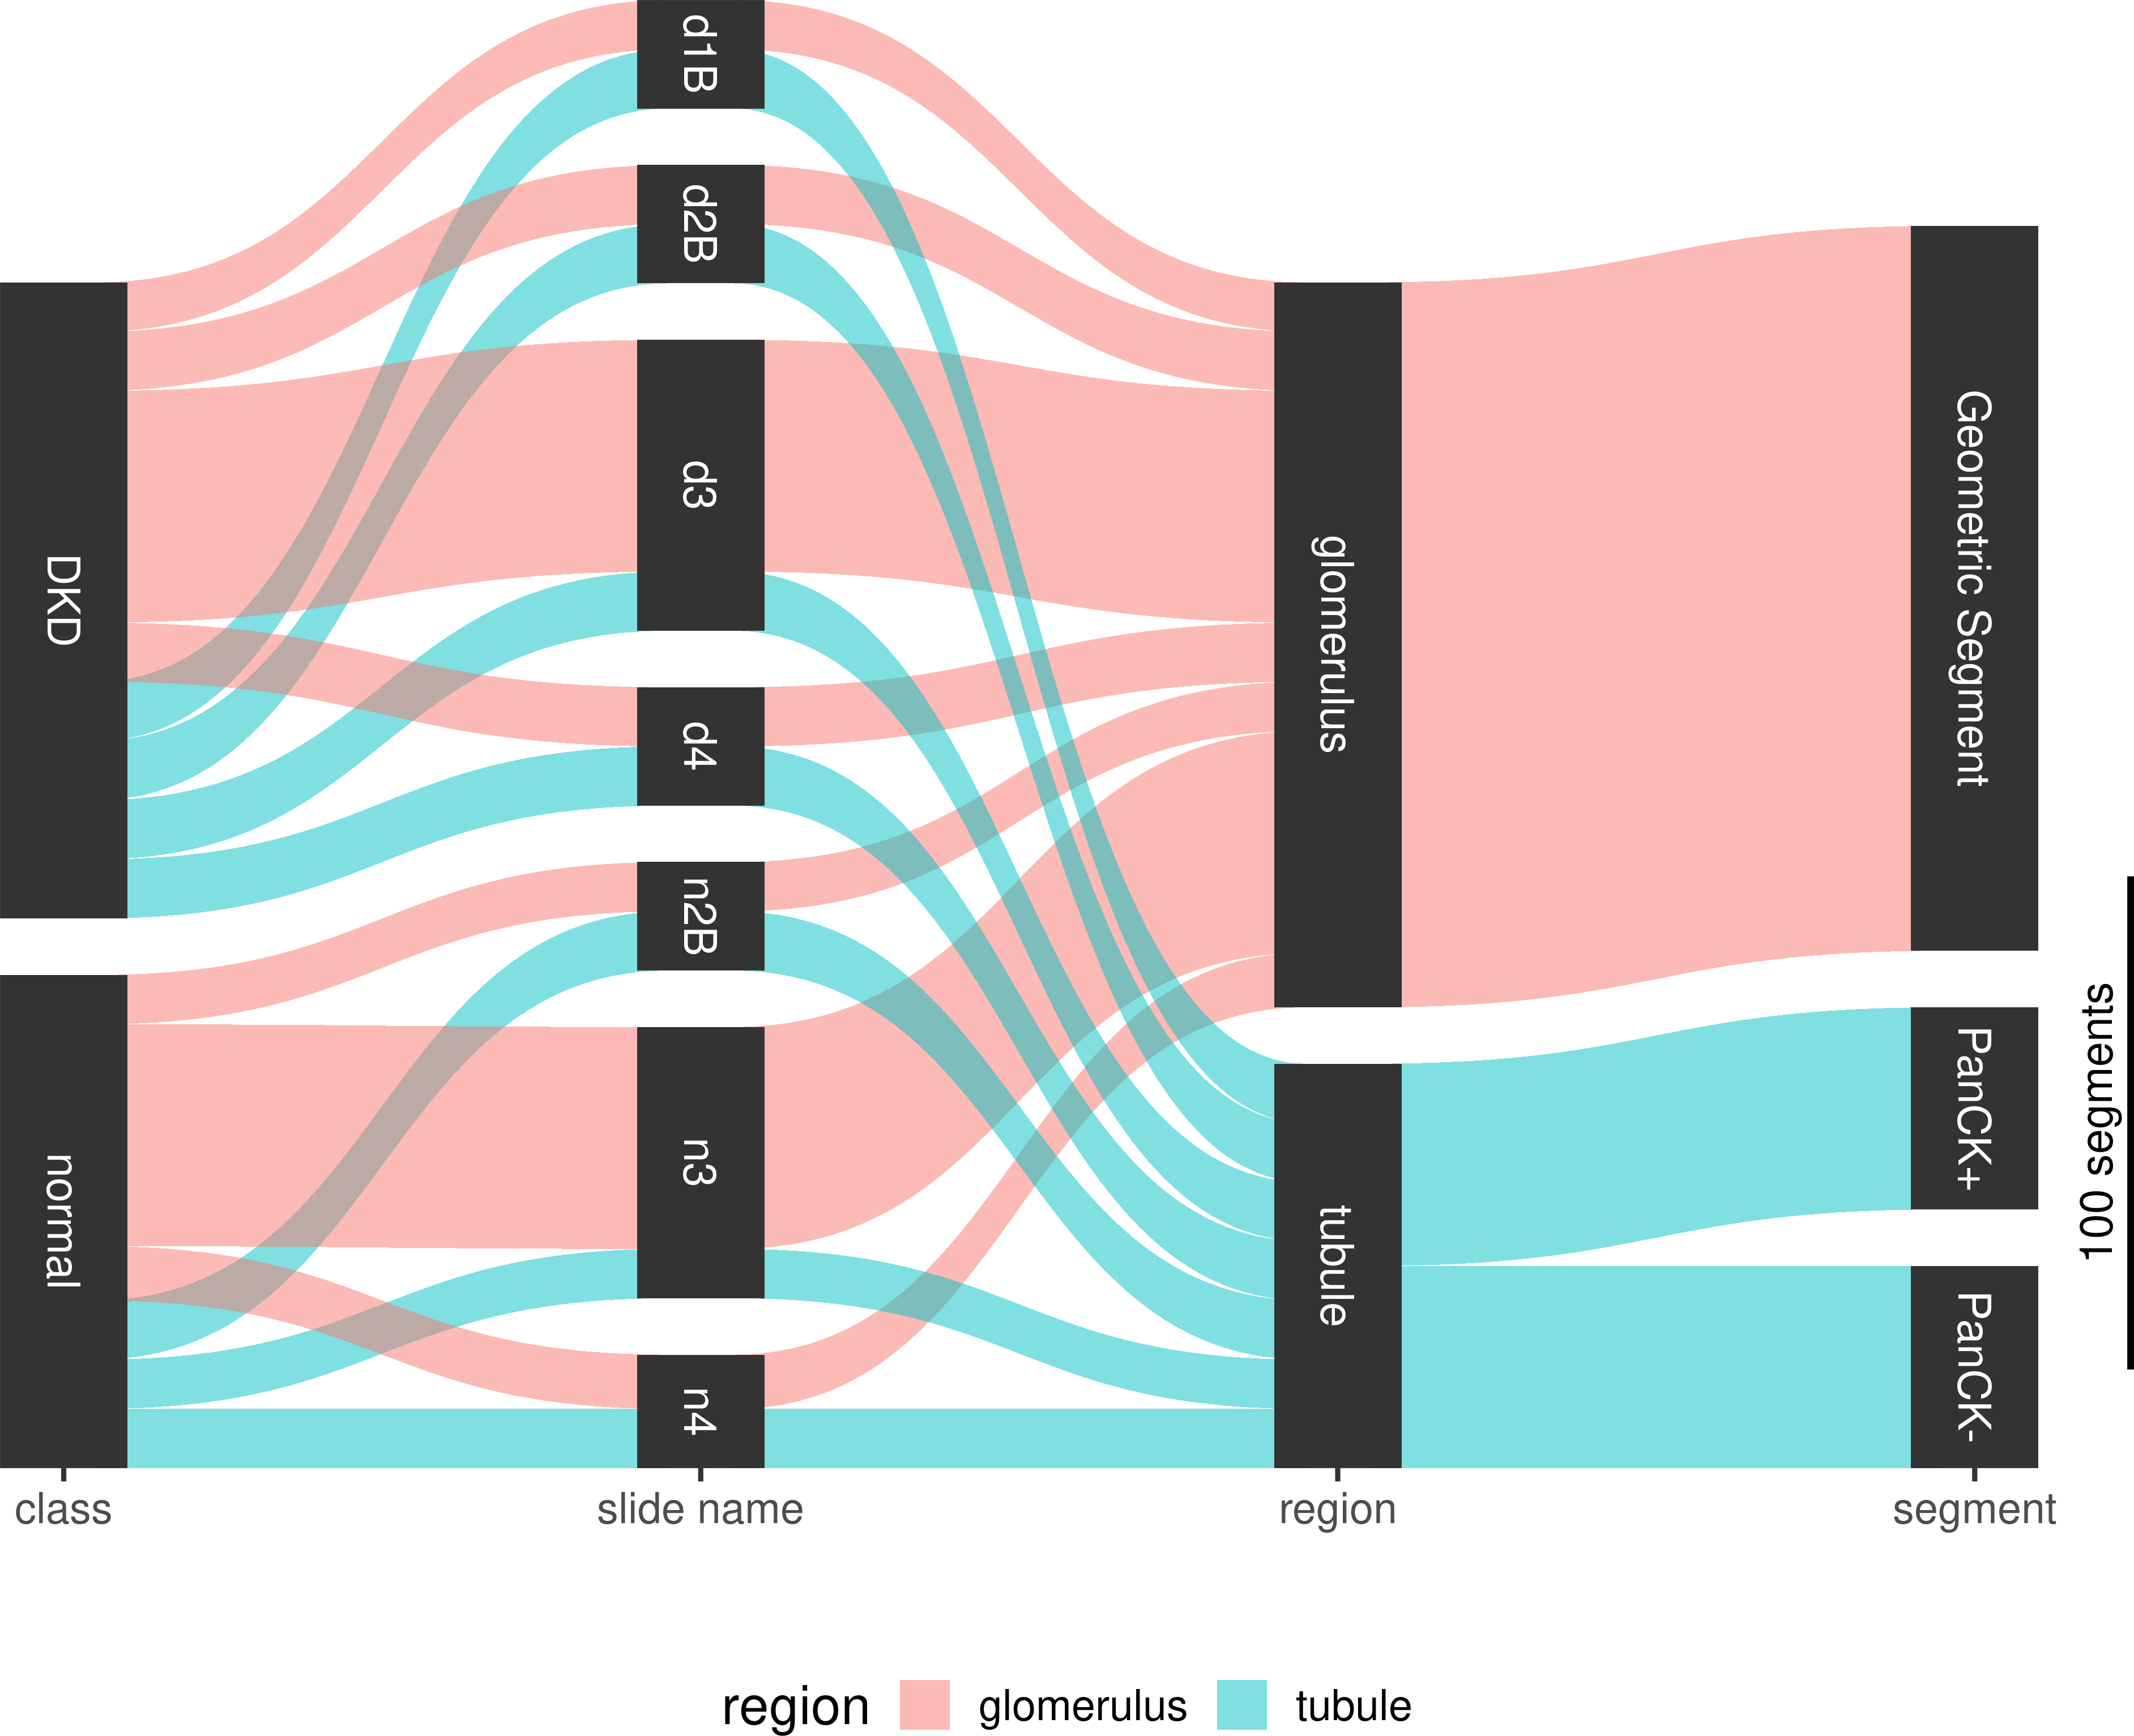 DKD
normal
d1B
d2B
d3
d4
n2B
n3
n4
glomerulus
tubule
Geometric Segment
PanCK+
PanCK-
100 segments
class
slide name
region
segment
region
glomerulus
tubule